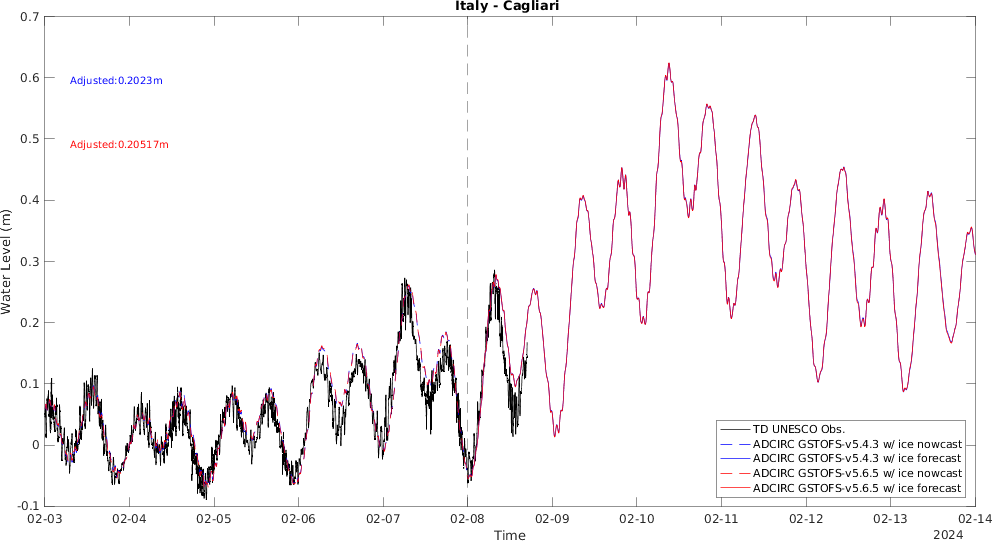 Italy - Cagliari
0.7
0.6
0.5
0.4
0.3
0.2
0.1
0
-0.1
Water Level (m)
Adjusted:0.2023m
Adjusted:0.20517m
TD UNESCO Obs.
ADCIRC GSTOFS-v5.4.3 w/ ice nowcast
ADCIRC GSTOFS-v5.4.3 w/ ice forecast
ADCIRC GSTOFS-v5.6.5 w/ ice nowcast
ADCIRC GSTOFS-v5.6.5 w/ ice forecast
02-03 02-04 02-05 02-06 02-07 02-08 02-09 02-10 02-11 02-12 02-13 02-14
Time
2024